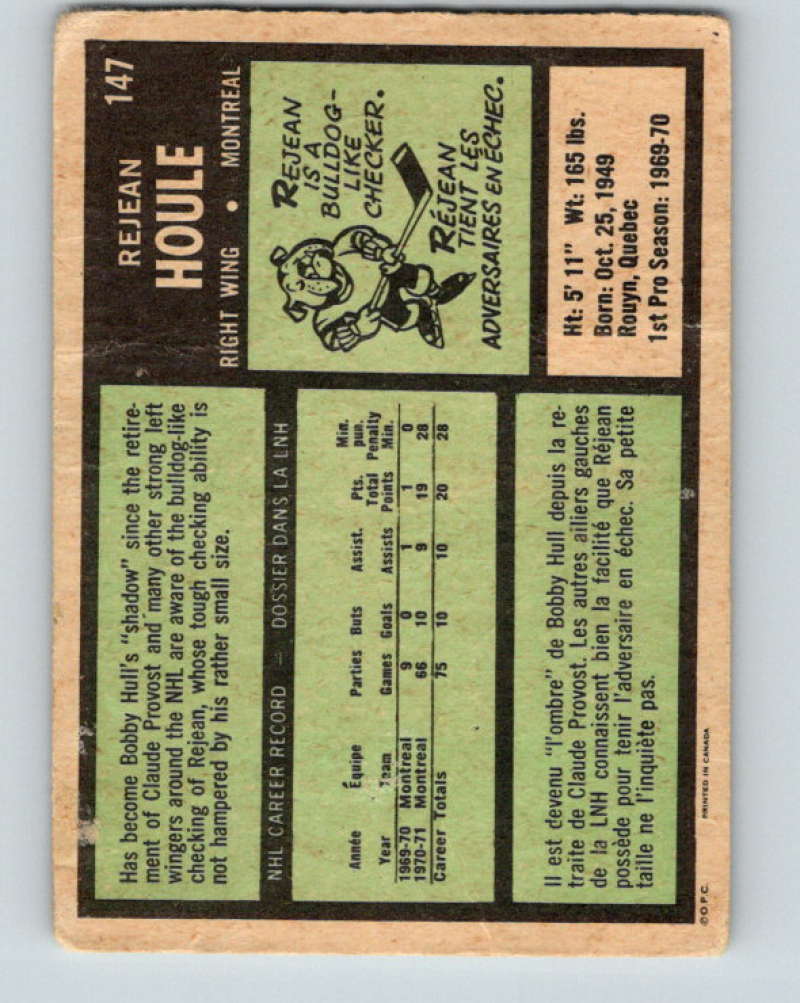 147
REJEAN
HOULE
RIGHT WING • MONTREAL
Has become Bobby Hull's "shadow" since the retire-
ment of Claude Provost and many other strong left
wingers around the NHL are aware of the bulldog-like
checking of Rejean, whose tough checking ability is
not hampered by his rather small size.
REJEAN
IS A
BULLDOG-
LIKE
CHECKER.
RÉJEAN
TIENT LES
ADVERSAIRES EN ÉCHEC.
NHL CAREER RECORD — DOSSIER DANS LA LNH
Année Équipe Parties Buts Assist. Pts. Min. pun.
Year Team Games Goals Assists Total Points Penalty Min.
1969-70 Montreal 9 0 1 1 0
1970-71 Montreal 66 10 9 19 28
Career Totals 75 10 10 20 28
Ht: 5' 11" Wt: 165 lbs.
Born: Oct. 25, 1949
Rouyn, Quebec
1st Pro Season: 1969-70
Il est devenu "l'ombre" de Bobby Hull depuis la re-
traite de Claude Provost. Les autres ailiers gauches
de la LNH connaissent bien la facilité que Réjean
possède pour tenir l'adversaire en échec. Sa petite
taille ne l'inquiète pas.
©O.P.C. PRINTED IN CANADA